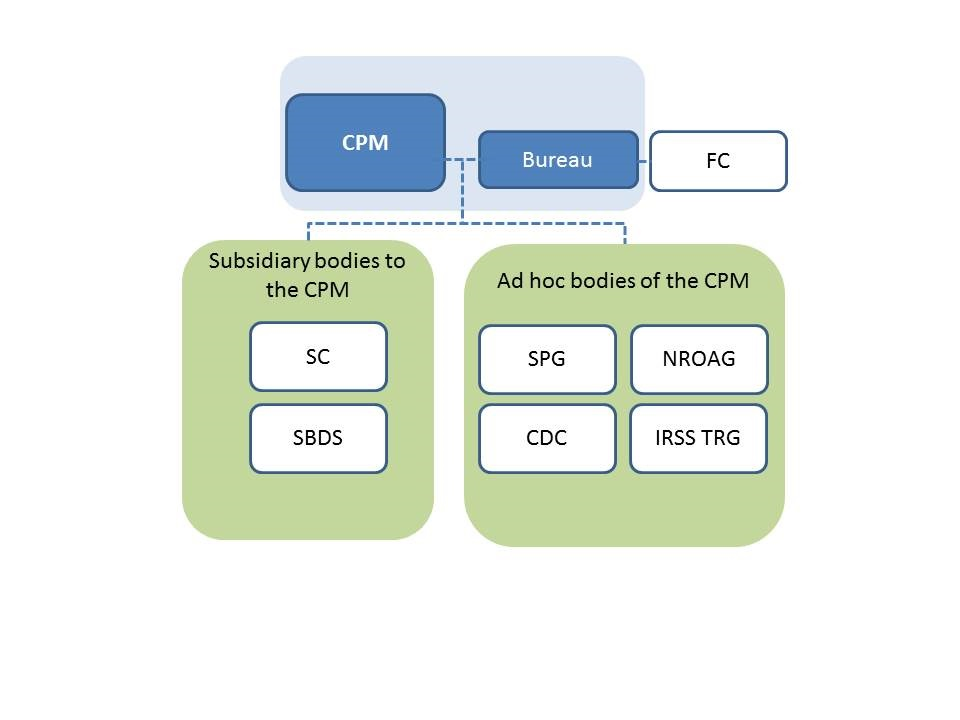 CPM
Bureau
FC
Subsidiary bodies to
the CPM
Ad hoc bodies of the CPM
SC
SBDS
SPG
NROAG
CDC
IRSS TRG